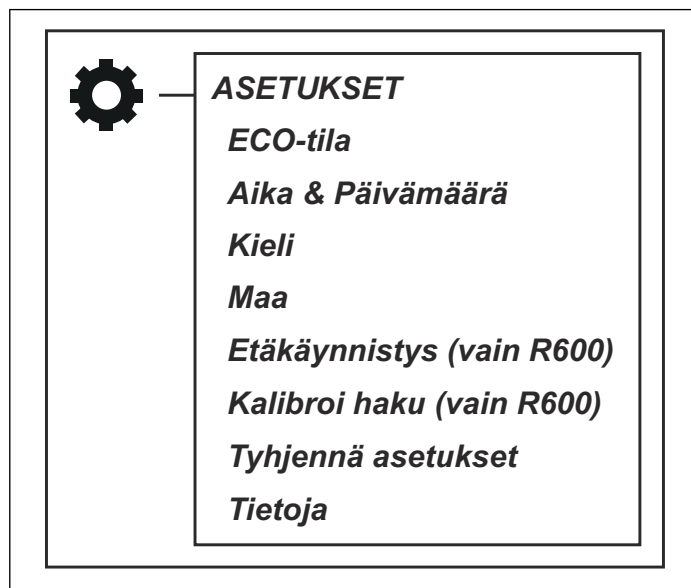 ASETUKSET
ECO-tila
Aika & Päivämäärä
Kieli
Maa
Etäkäynnistys (vain R600)
Kalibroi haku (vain R600)
Tyhjennä asetukset
Tietoja